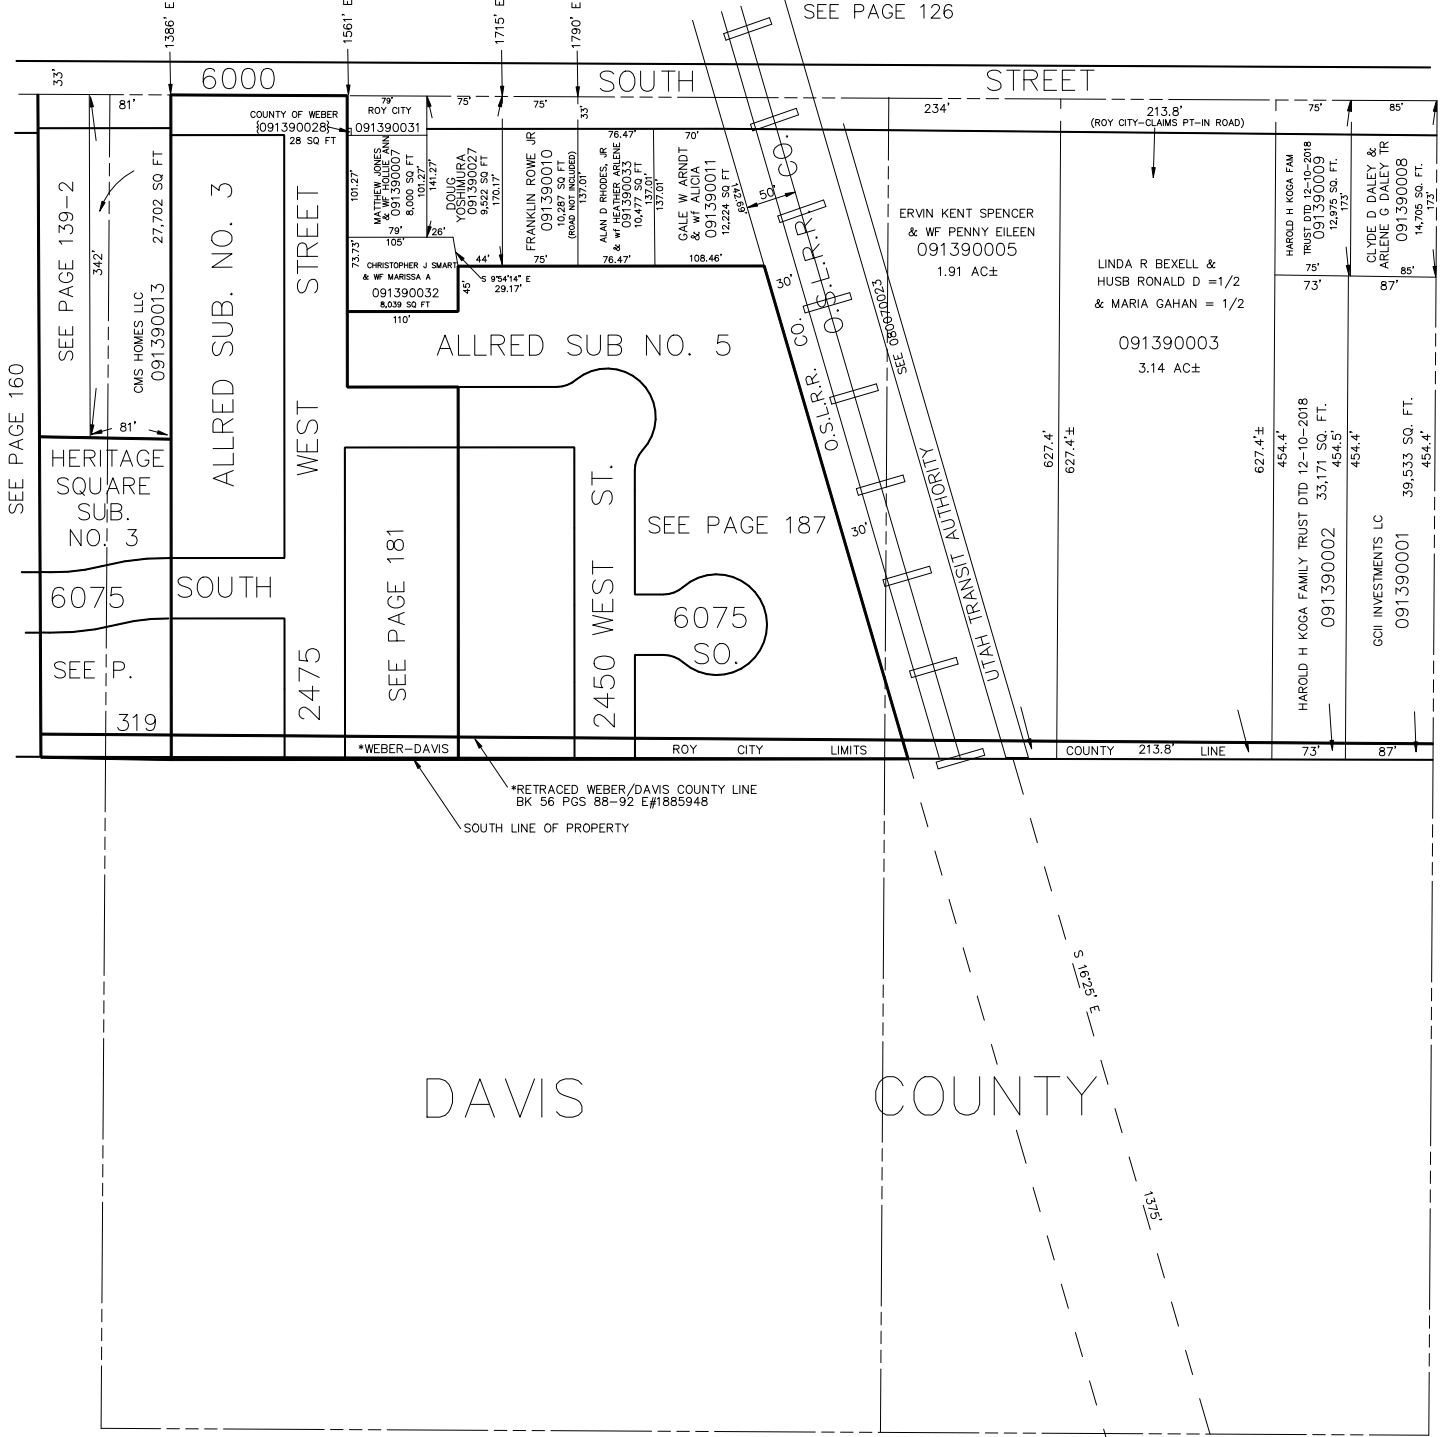 SEE PAGE 126
1386' E
1561' E
1715' E
1790' E
6000 SOUTH STREET
33'
81'
SEE PAGE 139-2
342'
27,702 SQ FT
CMS HOMES LLC
091390013
81'
SEE PAGE 160
HERITAGE
SQUARE
SUB.
NO. 3
6075 SOUTH
SEE P.
319
ALLRED SUB. NO. 3
COUNTY OF WEBER
{091390028}
28 SQ FT
2475 WEST STREET
79'
ROY CITY
091390031
101.27'
MATTHEW JONES
& WF HOLLIE ANN
091390007
8,000 SQ FT
101.27'
79'
141.27'
75'
DOUG
YOSHIMURA
091390027
9,522 SQ FT
170.17'
26'
44'
105'
73.73'
CHRISTOPHER J SMART
& WF MARISSA A
091390032
8,039 SQ FT
110'
45'
S 9°54'14" E
29.17'
75'
33'
FRANKLIN ROWE JR
091390010
10,287 SQ FT
(ROAD NOT INCLUDED)
137.01'
75'
76.47'
ALAN D RHODES, JR
& wf HEATHER ARLENE
091390033
10,477 SQ FT
137.01'
137.01'
76.47'
70'
GALE W ARNDT
& wf ALICIA
091390011
12,224 SQ FT
142.69'
108.46'
ALLRED SUB NO. 5
SEE PAGE 181
2450 WEST ST.
SEE PAGE 187
6075
SO.
30'
30'
50'
O.S.L.R.R. CO.
O.S.L.R.R. CO.
SEE 080070023
UTAH TRANSIT AUTHORITY
234'
ERVIN KENT SPENCER
& WF PENNY EILEEN
091390005
1.91 AC±
627.4'
213.8'
(ROY CITY-CLAIMS PT-IN ROAD)
LINDA R BEXELL &
HUSB RONALD D =1/2
& MARIA GAHAN = 1/2
091390003
3.14 AC±
627.4'±
627.4'±
75'
HAROLD H KOGA FAM
TRUST DTD 12-10-2018
091390009
12,975 SQ. FT.
173'
75'
85'
CLYDE D DALEY &
ARLENE G DALEY TR
091390008
14,705 SQ. FT.
173'
85'
73'
454.4'
HAROLD H KOGA FAMILY TRUST DTD 12-10-2018
091390002
33,171 SQ. FT.
454.5'
87'
454.4'
GCII INVESTMENTS LC
091390001
39,533 SQ. FT.
454.4'
*WEBER-DAVIS
ROY CITY LIMITS
COUNTY 213.8' LINE
73'
87'
*RETRACED WEBER/DAVIS COUNTY LINE
BK 56 PGS 88-92 E#1885948
SOUTH LINE OF PROPERTY
S 16°25' E
1375'
DAVIS COUNTY